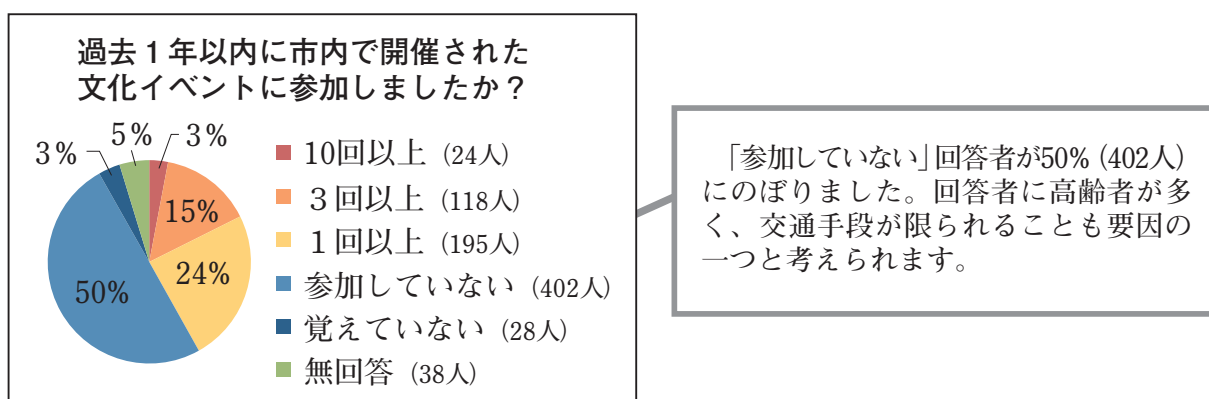 過去1年以内に市内で開催された
文化イベントに参加しましたか?
3%
5%
3%
15%
24%
50%
10回以上(24人)
3回以上(118人)
1回以上(195人)
参加していない(402人)
覚えていない(28人)
無回答(38人)
「参加していない」回答者が50%(402人)
にのぼりました。回答者に高齢者が多
く、交通手段が限られることも要因の
一つと考えられます。